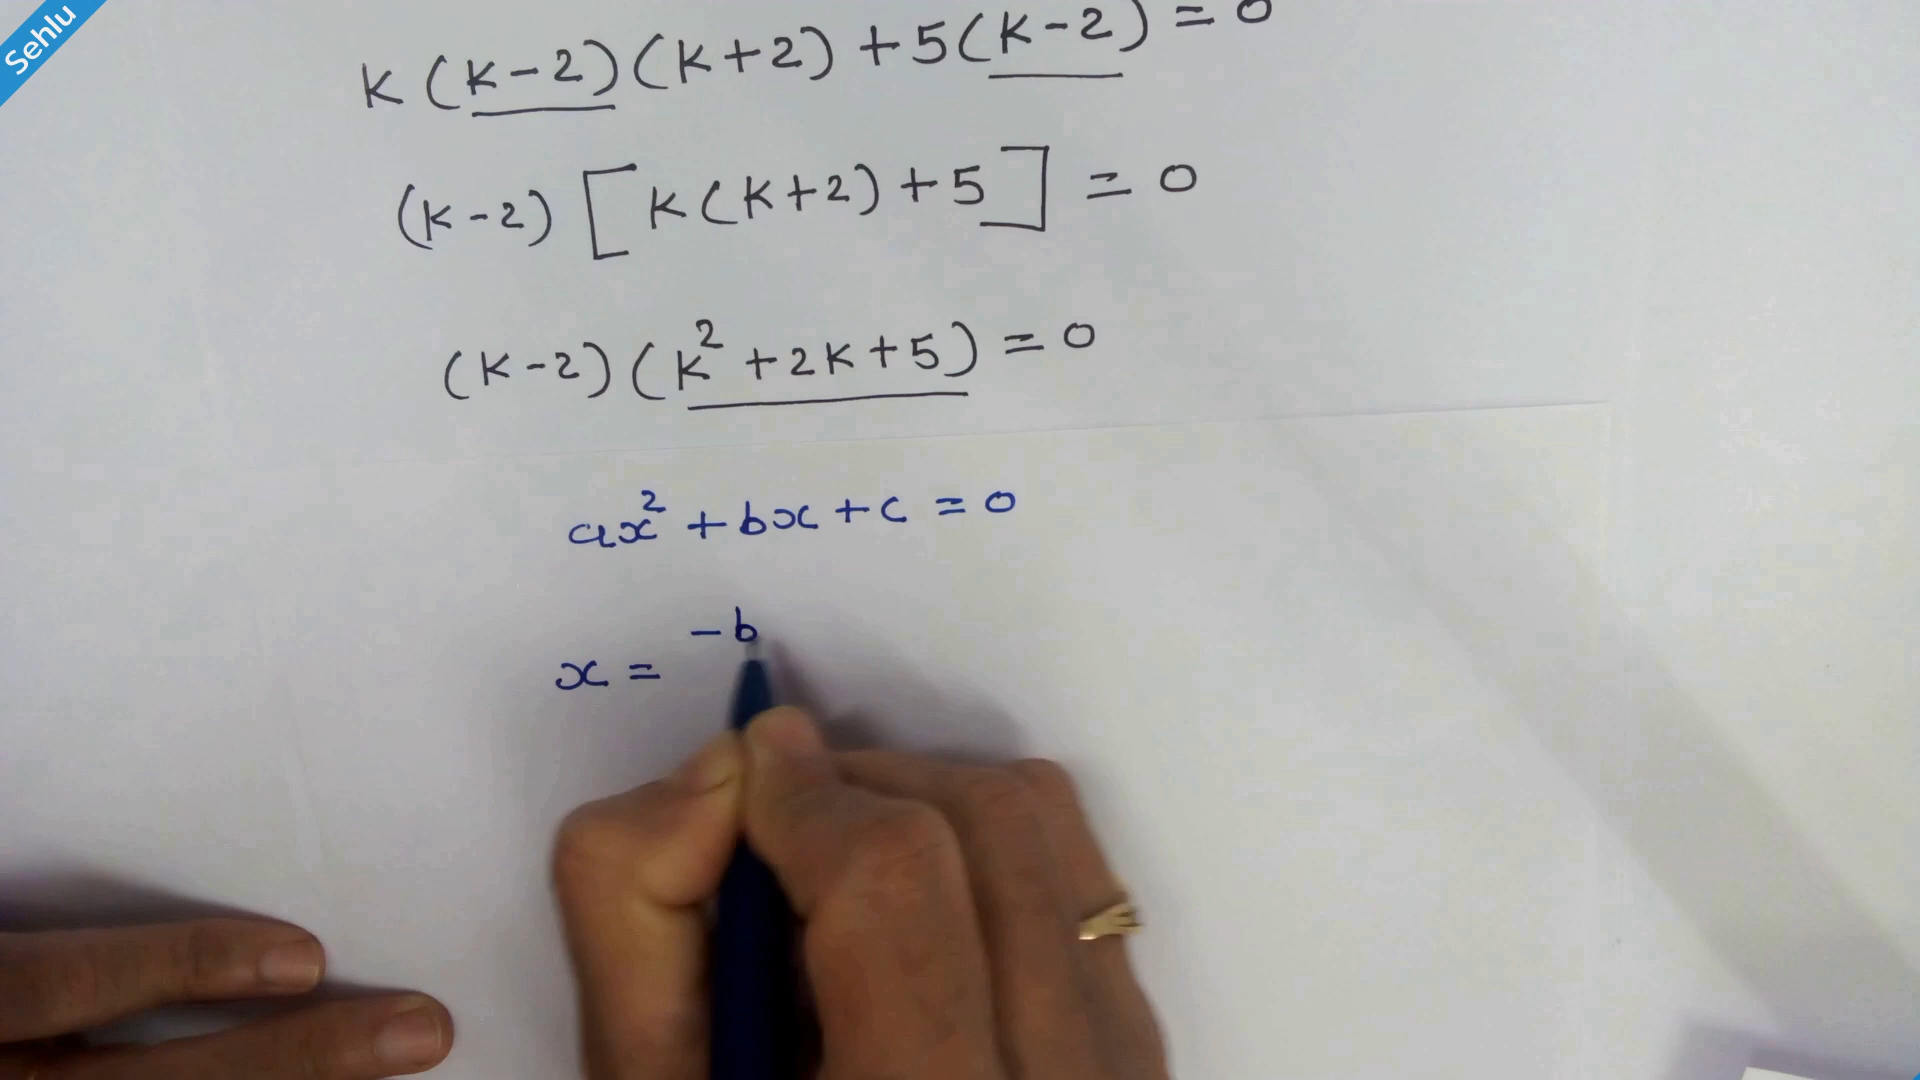 Sehlu
k(k-2)(k+2)+5(k-2)=0
(k-2)[k(k+2)+5]=0
(k-2)(k²+2k+5)=0
ax²+bx+c=0
x=-b